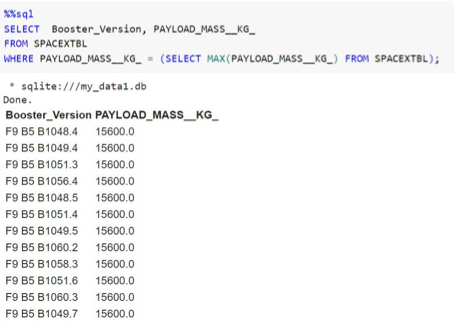 %%sql
SELECT  Booster_Version, PAYLOAD_MASS__KG_
FROM SPACEXTBL
WHERE PAYLOAD_MASS__KG_ = (SELECT MAX(PAYLOAD_MASS__KG_) FROM SPACEXTBL);
* sqlite:///my_data1.db
Done.
Booster_Version PAYLOAD_MASS__KG_
F9 B5 B1048.4 15600.0
F9 B5 B1049.4 15600.0
F9 B5 B1051.3 15600.0
F9 B5 B1056.4 15600.0
F9 B5 B1048.5 15600.0
F9 B5 B1051.4 15600.0
F9 B5 B1049.5 15600.0
F9 B5 B1060.2 15600.0
F9 B5 B1058.3 15600.0
F9 B5 B1051.6 15600.0
F9 B5 B1060.3 15600.0
F9 B5 B1049.7 15600.0